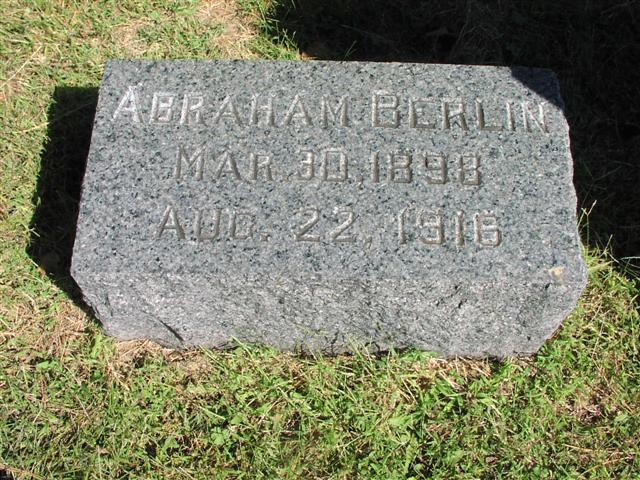 ABRAHAM BERLIN
MAR. 30, 1898
AUG. 22, 1916